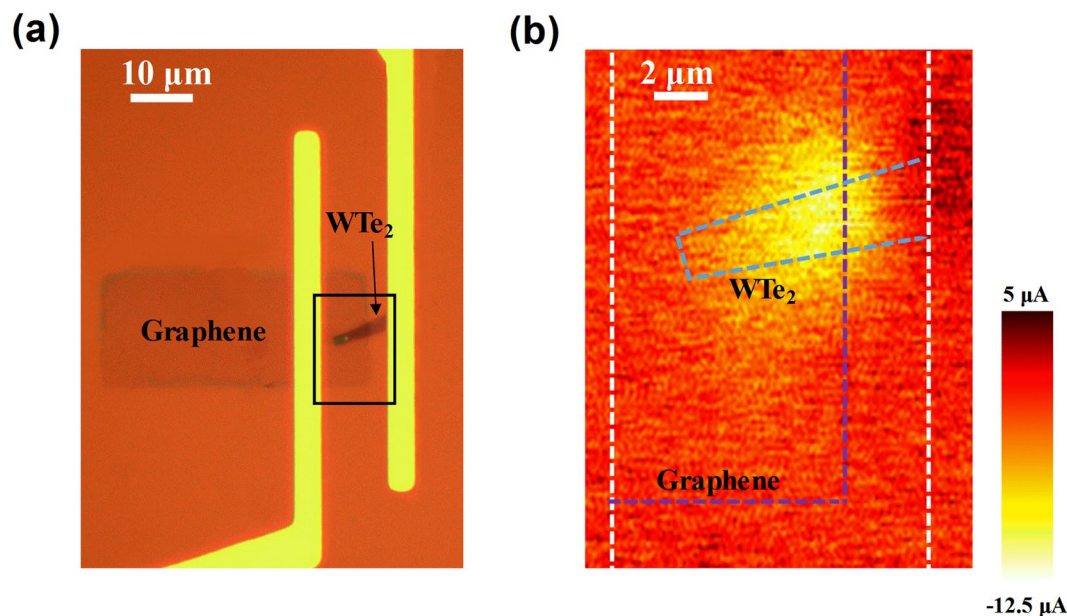 (a)
10 µm
WTe₂
Graphene
(b)
2 µm
WTe₂
Graphene
5 µA
-12.5 µA